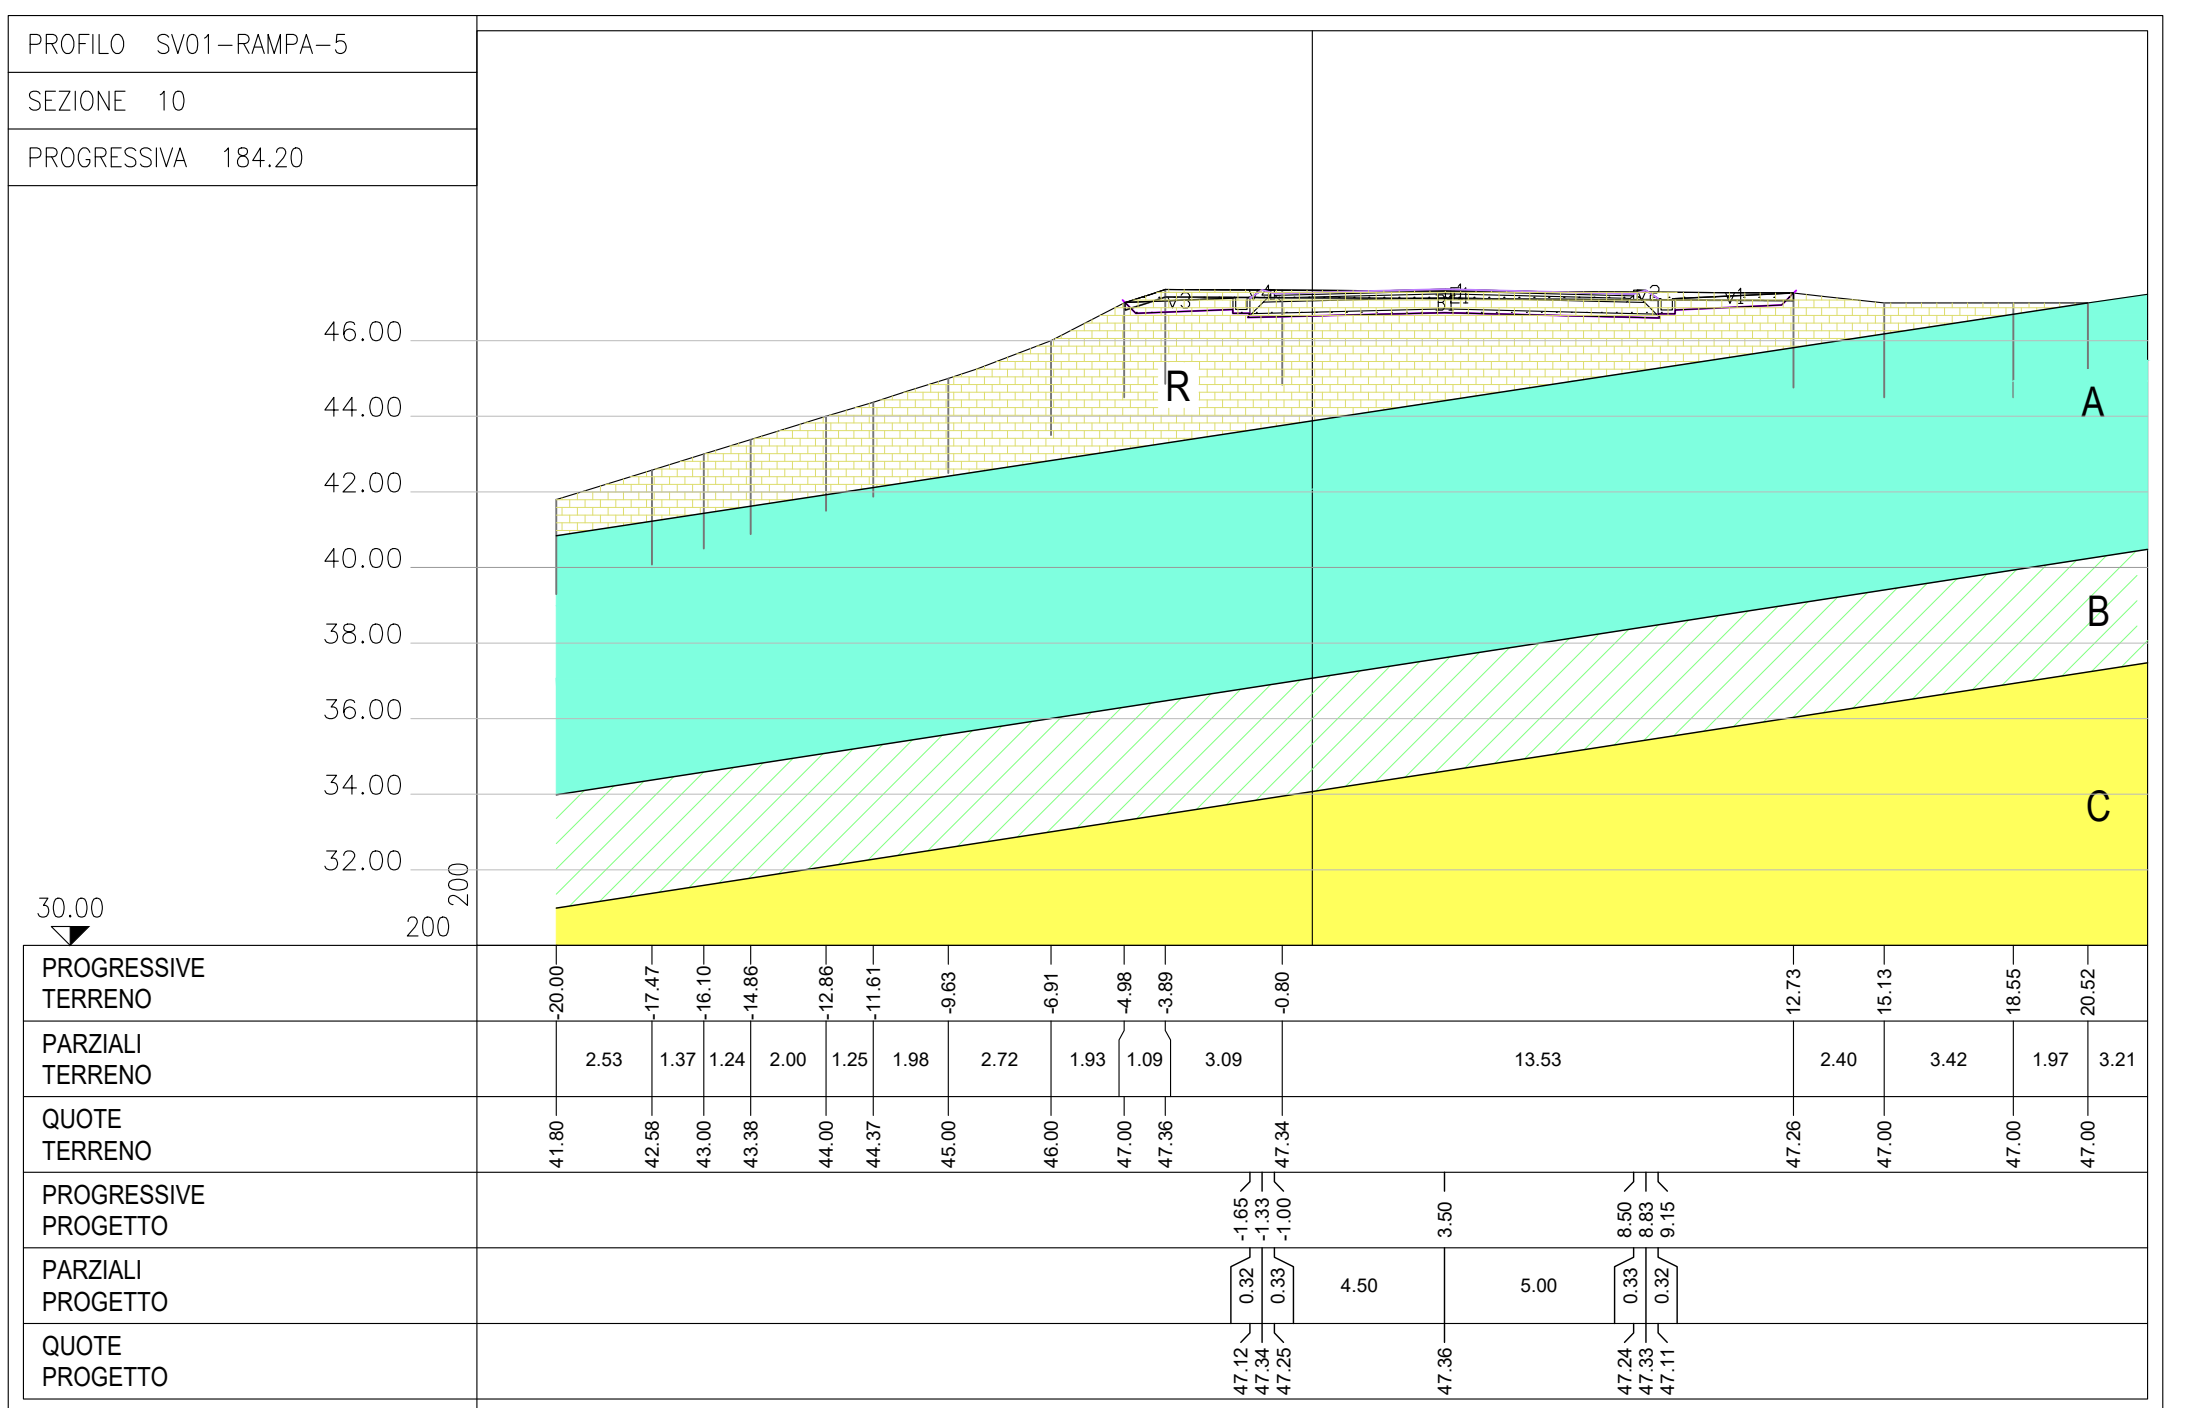 PROFILO SV01-RAMPA-5
SEZIONE 10
PROGRESSIVA 184.20
v3
v1
R
A
B
C
46.00
44.00
42.00
40.00
38.00
36.00
34.00
32.00
200
200
30.00
PROGRESSIVE
TERRENO
-20.00 -17.47 -16.10 -14.86 -12.86 -11.61 -9.63 -6.91 -4.98 -3.89 -0.80 12.73 15.13 18.55 20.52
PARZIALI
TERRENO
2.53 1.37 1.24 2.00 1.25 1.98 2.72 1.93 1.09 3.09 13.53 2.40 3.42 1.97 3.21
QUOTE
TERRENO
41.80 42.58 43.00 43.38 44.00 44.37 45.00 46.00 47.00 47.36 47.34 47.26 47.00 47.00 47.00
PROGRESSIVE
PROGETTO
-1.65 -1.33 -1.00 3.50 8.50 8.83 9.15
PARZIALI
PROGETTO
0.32 0.33 4.50 5.00 0.33 0.32
QUOTE
PROGETTO
47.12 47.34 47.25 47.36 47.24 47.33 47.11